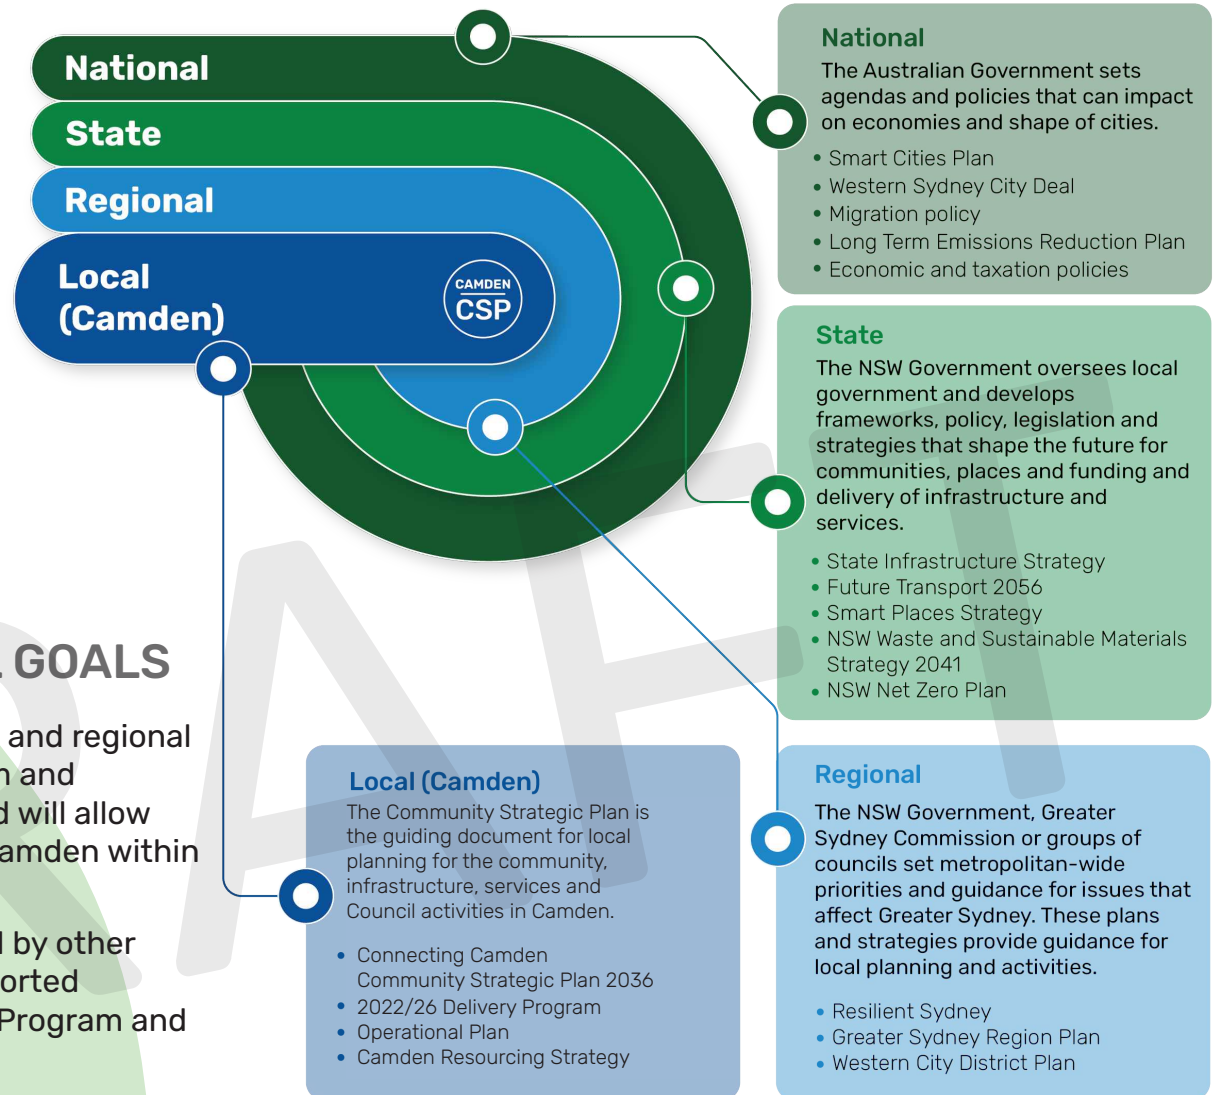 National
State
Regional
Local
(Camden)
CAMDEN
CSP
National
The Australian Government sets
agendas and policies that can impact
on economies and shape of cities.
• Smart Cities Plan
• Western Sydney City Deal
• Migration policy
• Long Term Emissions Reduction Plan
• Economic and taxation policies
State
The NSW Government oversees local
government and develops
frameworks, policy, legislation and
strategies that shape the future for
communities, places and funding and
delivery of infrastructure and
services.
• State Infrastructure Strategy
• Future Transport 2056
• Smart Places Strategy
• NSW Waste and Sustainable Materials
Strategy 2041
• NSW Net Zero Plan
GOALS
and regional
and
will allow
within
by other
Program and
Local (Camden)
The Community Strategic Plan is
the guiding document for local
planning for the community,
infrastructure, services and
Council activities in Camden.
• Connecting Camden
Community Strategic Plan 2036
• 2022/26 Delivery Program
• Operational Plan
• Camden Resourcing Strategy
Regional
The NSW Government, Greater
Sydney Commission or groups of
councils set metropolitan-wide
priorities and guidance for issues that
affect Greater Sydney. These plans
and strategies provide guidance for
local planning and activities.
• Resilient Sydney
• Greater Sydney Region Plan
• Western City District Plan
RAFT